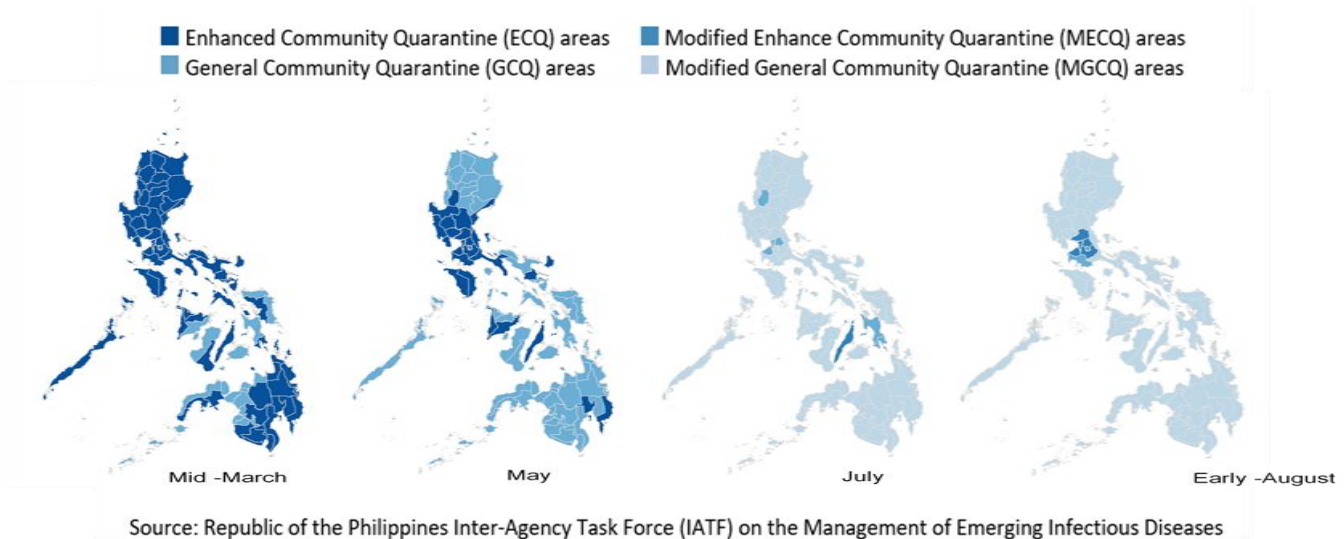 Enhanced Community Quarantine (ECQ) areas
Modified Enhance Community Quarantine (MECQ) areas
General Community Quarantine (GCQ) areas
Modified General Community Quarantine (MGCQ) areas
Mid -March
May
July
Early -August
Source: Republic of the Philippines Inter-Agency Task Force (IATF) on the Management of Emerging Infectious Diseases